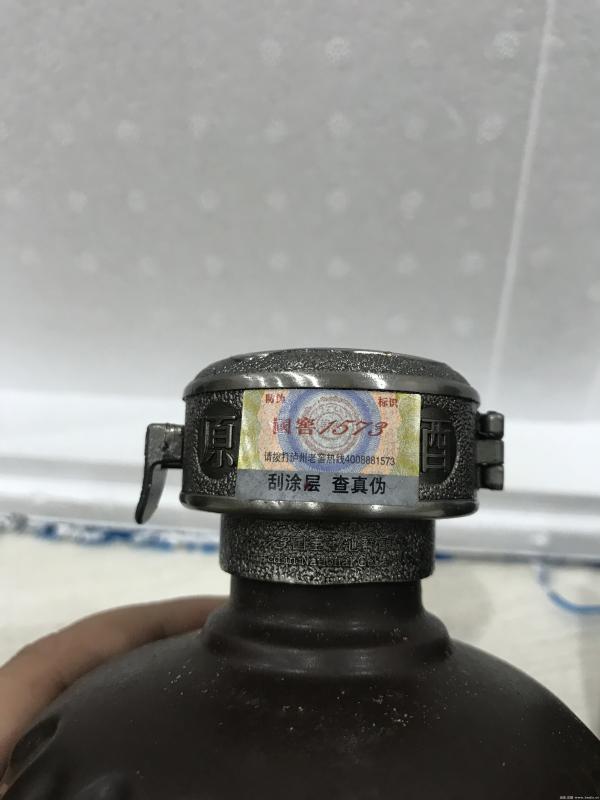 防伪 标识
國窖1573
请拨打泸州老窖热线4008881573
刮涂层 查真伪
原 酒